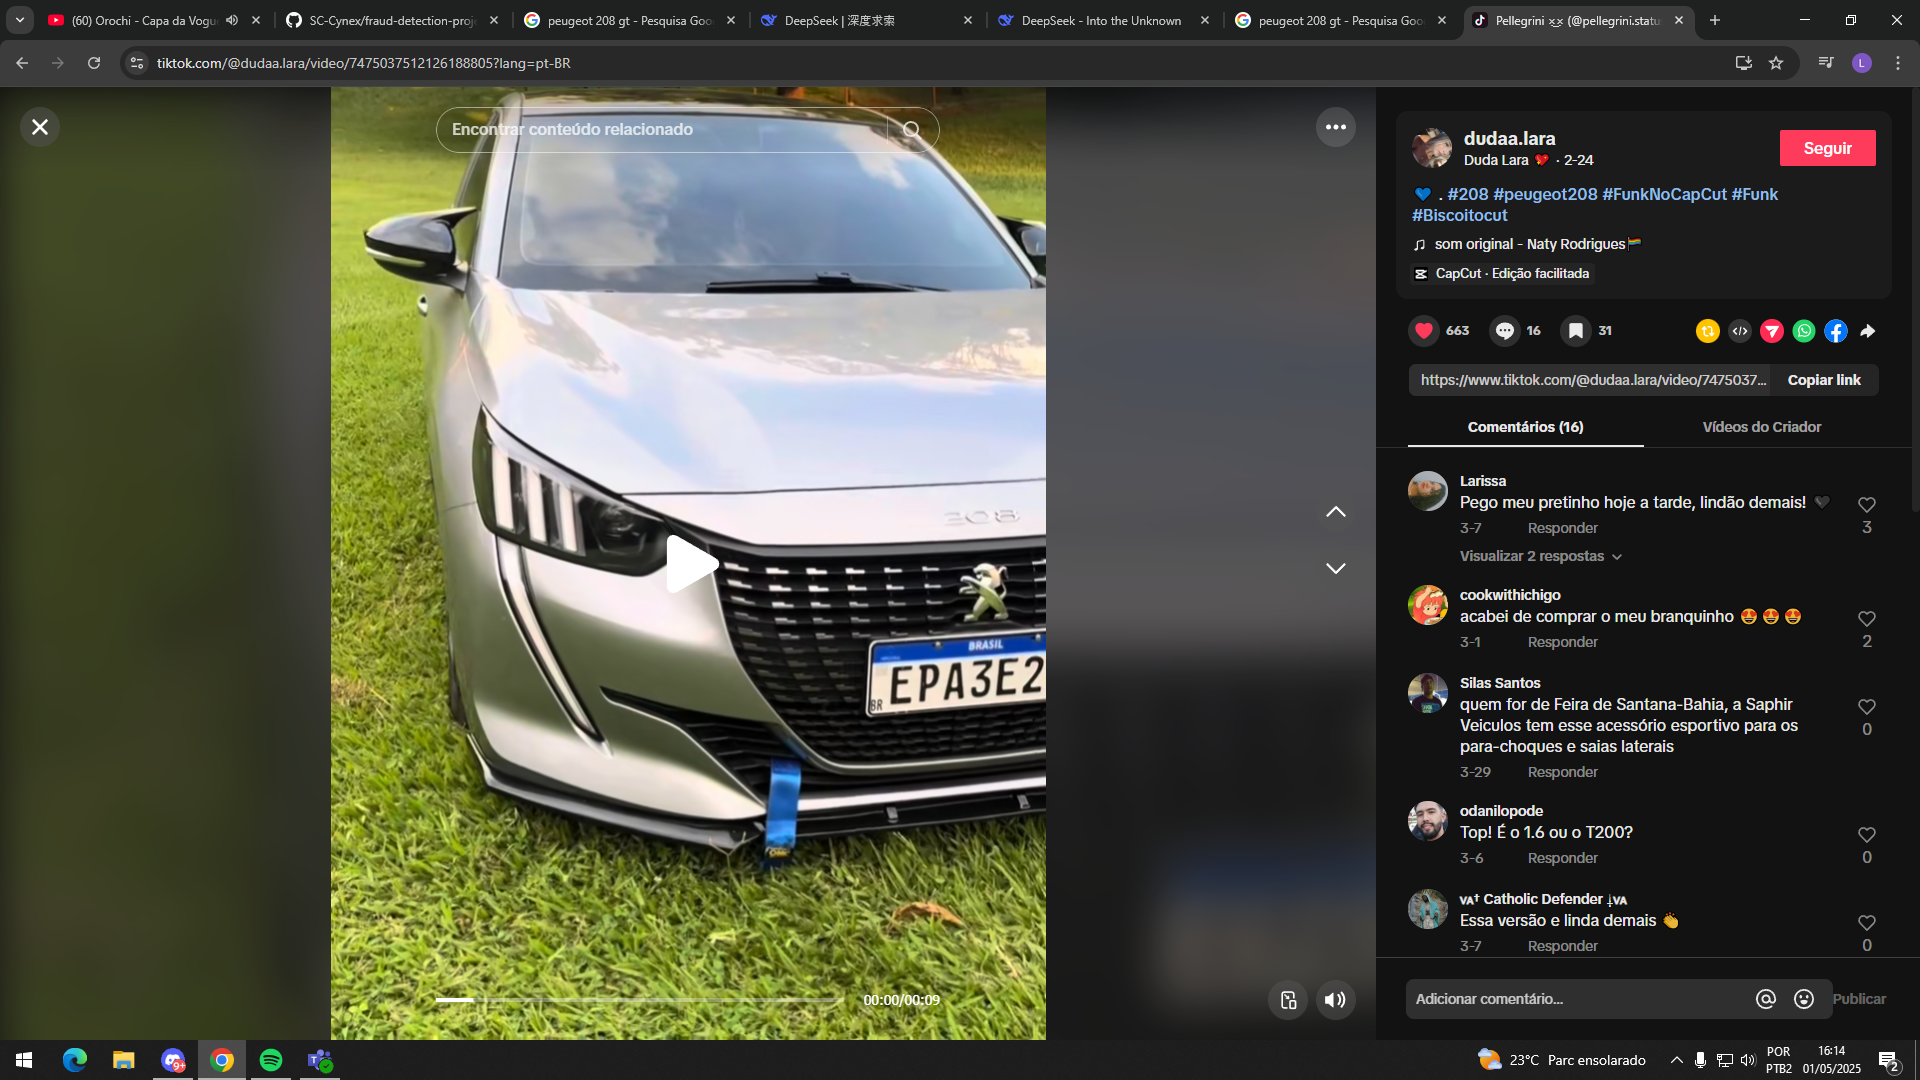 (60) Orochi - Capa da Vogue
SC-Cynex/fraud-detection-proje
peugeot 208 gt - Pesquisa Goo
DeepSeek | 深度求索
DeepSeek - Into the Unknown
peugeot 208 gt - Pesquisa Goo
Pellegrini
(@pellegrini.statu
tiktok.com/@dudaa.lara/video/7475037512126188805?lang=pt-BR
L
Encontrar conteúdo relacionado
208
BRASIL
BR
EPA3E2
00:00/00:09
dudaa.lara
Duda Lara ❤️ · 2-24
Seguir
💙 . #208 #peugeot208 #FunkNoCapCut #Funk
#Biscoitocut
♫ som original - Naty Rodrigues🏳️‍🌈
CapCut · Edição facilitada
663
16
31
https://www.tiktok.com/@dudaa.lara/video/7475037...
Copiar link
Comentários (16)
Vídeos do Criador
Larissa
Pego meu pretinho hoje a tarde, lindão demais! 🖤
3-7
Responder
3
Visualizar 2 respostas
cookwithichigo
acabei de comprar o meu branquinho 🤩 🤩 🤩
3-1
Responder
2
Silas Santos
quem for de Feira de Santana-Bahia, a Saphir
Veiculos tem esse acessório esportivo para os
para-choques e saias laterais
3-29
Responder
0
odanilopode
Top! É o 1.6 ou o T200?
3-6
Responder
0
Catholic Defender
Essa versão e linda demais 👏
3-7
Responder
0
Adicionar comentário...
Publicar
9+
23°C Parc ensolarado
POR
PTB2
16:14
01/05/2025
2